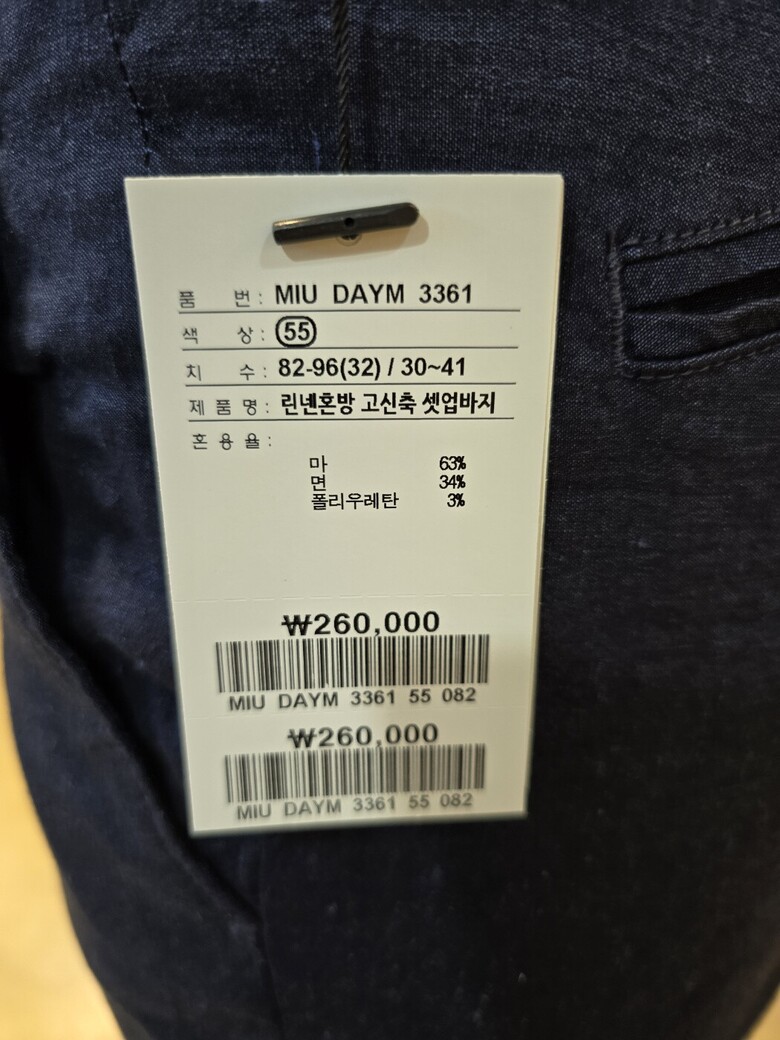 품 번 : MIU DAYM 3361
색 상 : 55
치 수 : 82-96(32) / 30~41
제 품 명 : 린넨혼방 고신축 셋업바지
혼 용 율 :
마 63%
면 34%
폴리우레탄 3%
₩260,000
MIU DAYM 3361 55 082
₩260,000
MIU DAYM 3361 55 082